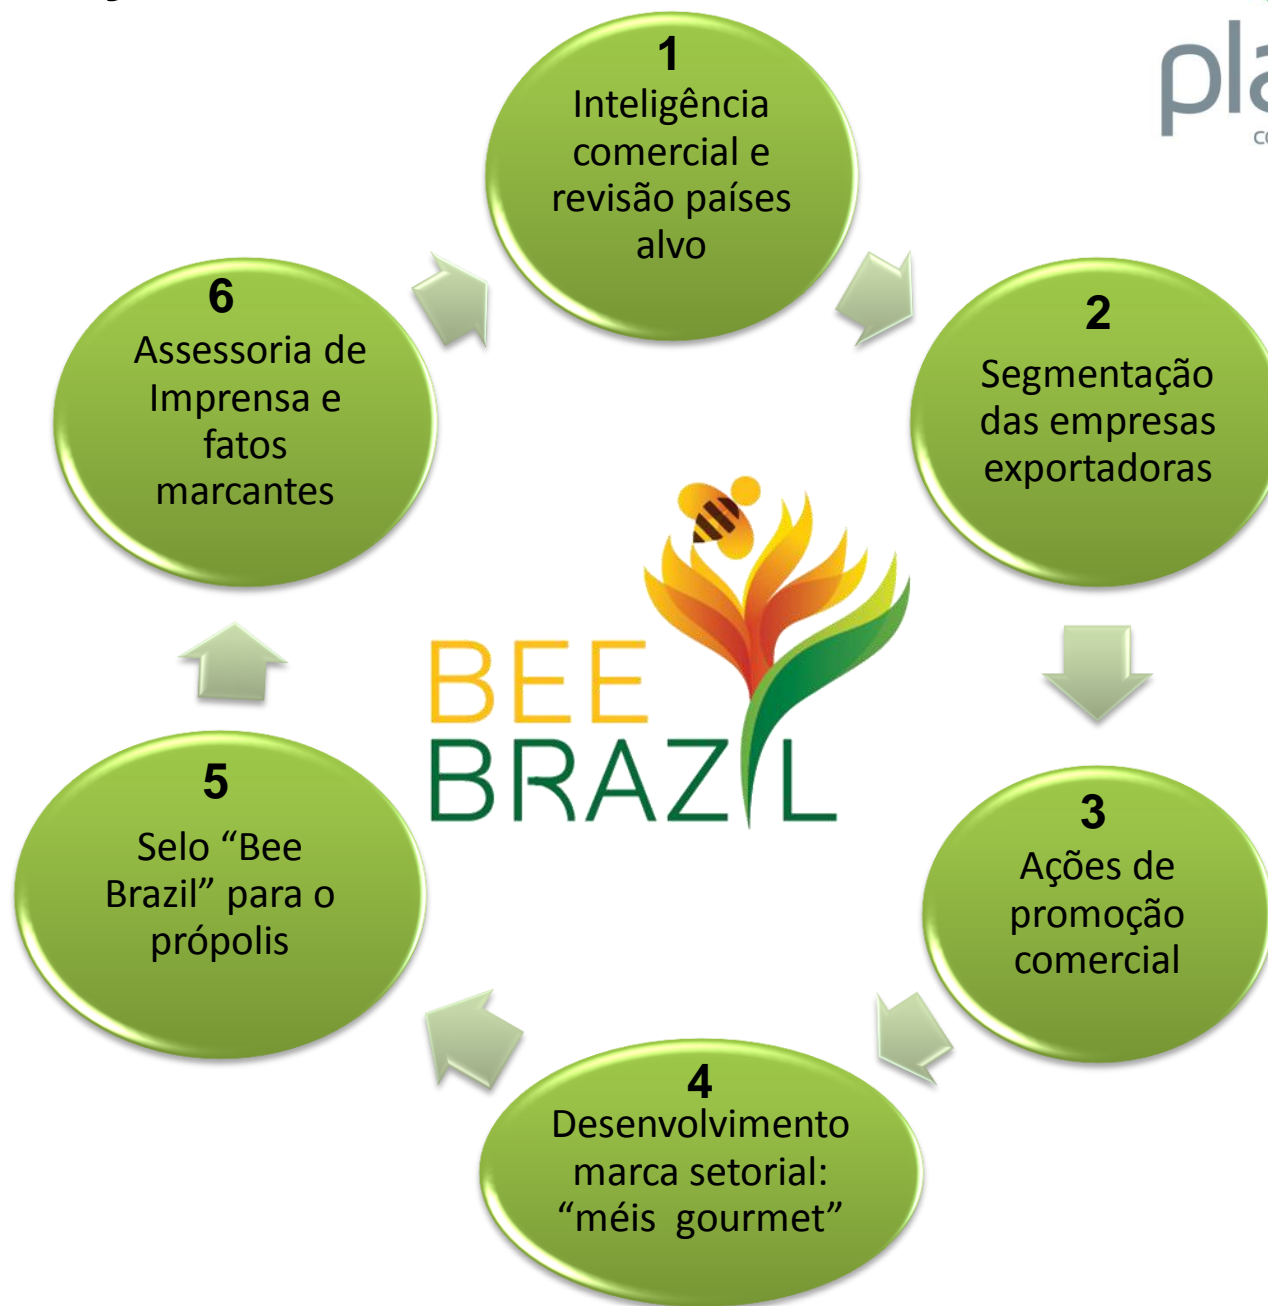 1
Inteligência
comercial e
revisão países
alvo
2
Segmentação
das empresas
exportadoras
3
Ações de
promoção
comercial
4
Desenvolvimento
marca setorial:
“méis gourmet”
5
Selo “Bee
Brazil” para o
própolis
6
Assessoria de
Imprensa e
fatos
marcantes
BEE
BRAZIL